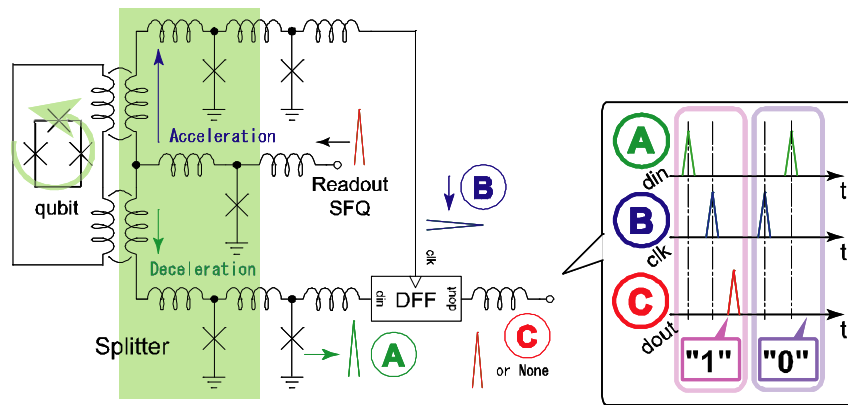 Acceleration
Readout
SFQ
qubit
B
clk
Deceleration
din
DFF
dout
Splitter
A
C
or None
A
din
t
B
clk
t
C
dout
t
"1"
"0"